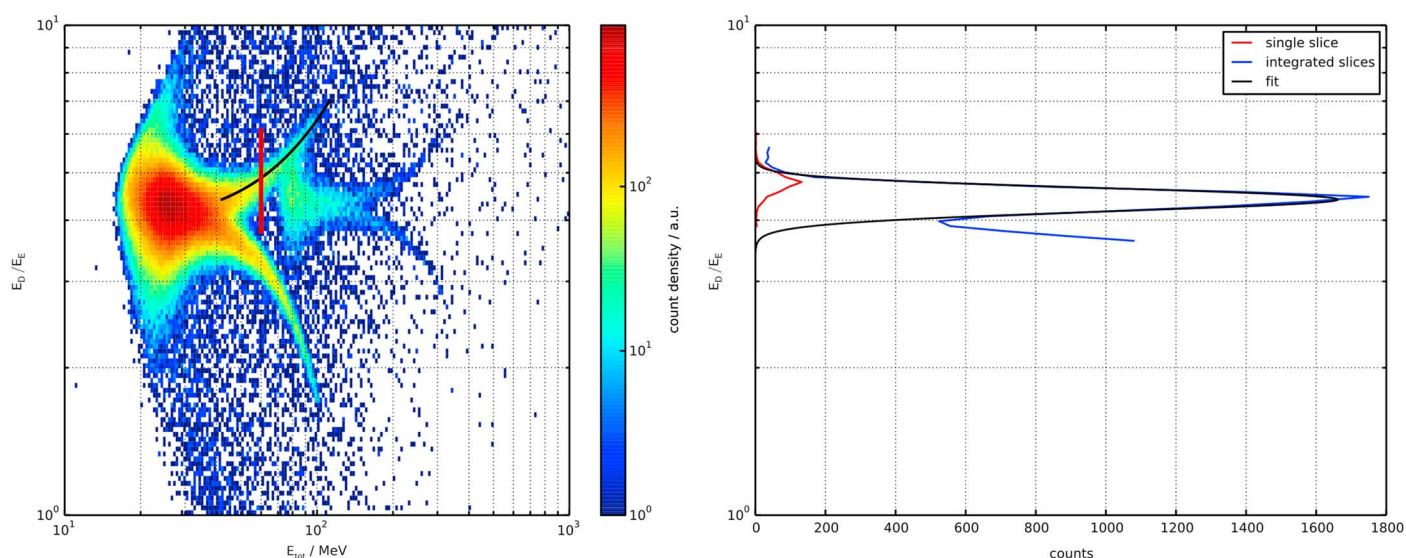 10¹
E_D / E_E
10⁰
10¹
10²
10³
E_tot / MeV
10²
10¹
10⁰
count density / a.u.
10¹
E_D / E_E
10⁰
0
200
400
600
800
1000
1200
1400
1600
1800
counts
single slice
integrated slices
fit